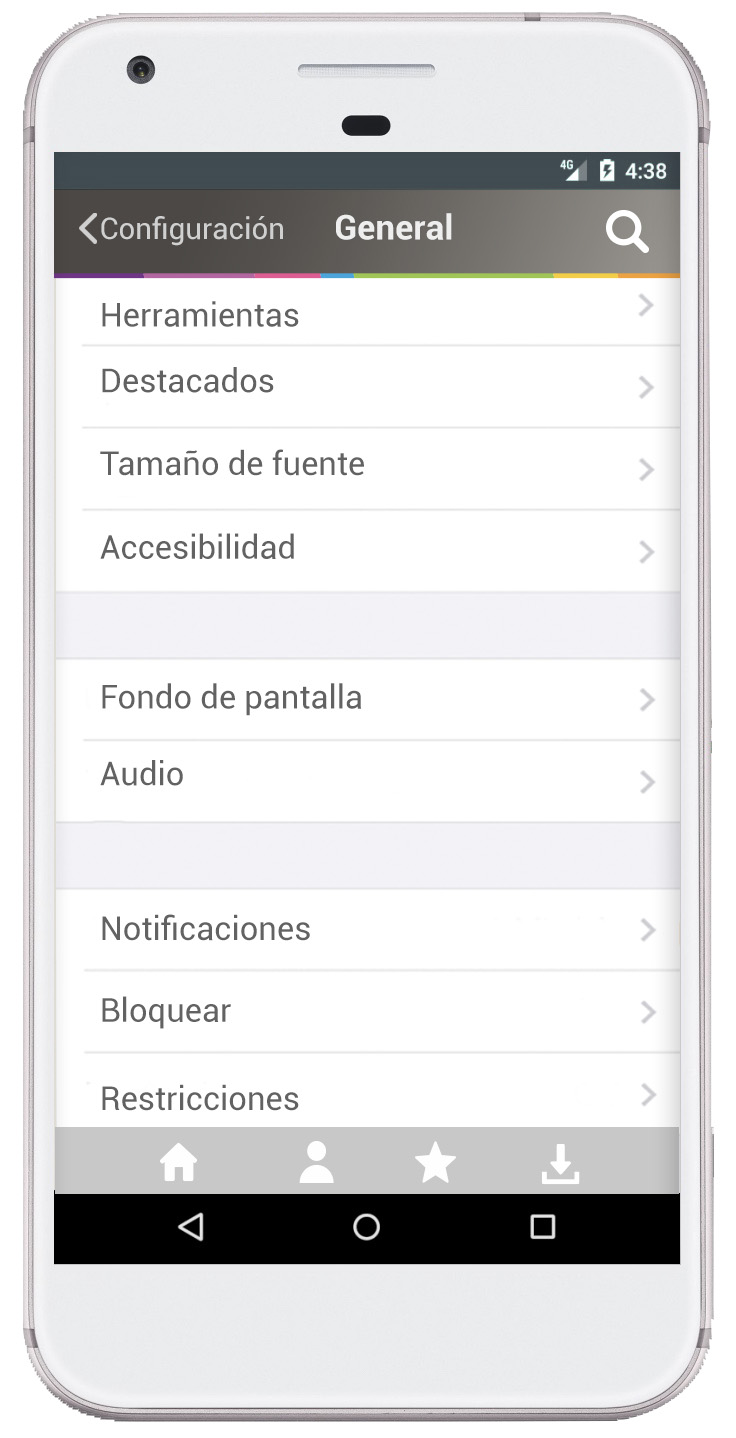 4G 4:38
Configuración General
Herramientas
Destacados
Tamaño de fuente
Accesibilidad
Fondo de pantalla
Audio
Notificaciones
Bloquear
Restricciones